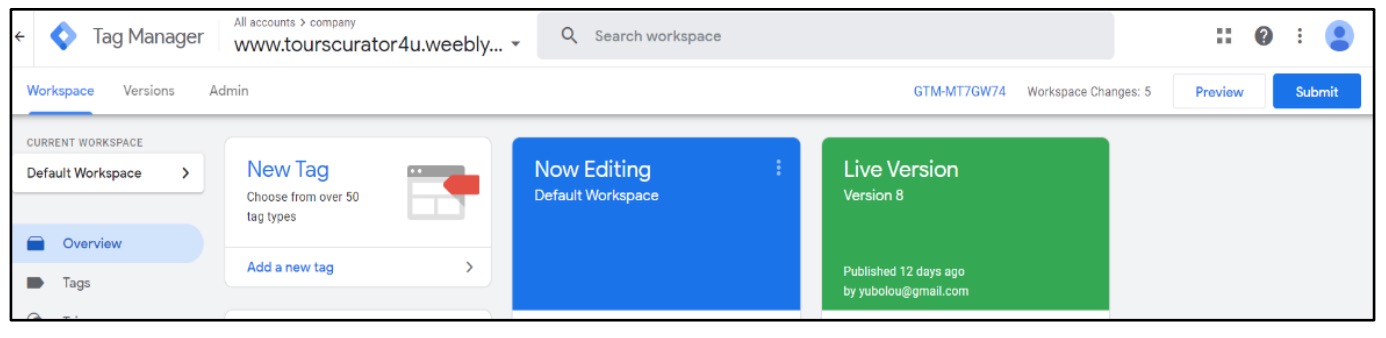 All accounts > company
Tag Manager www.tourscurator4u.weebly...
Search workspace
Workspace Versions Admin GTM-MT7GW74 Workspace Changes: 5 Preview Submit
CURRENT WORKSPACE
Default Workspace
Overview
Tags
New Tag
Choose from over 50
tag types
Add a new tag
Now Editing
Default Workspace
Live Version
Version 8
Published 12 days ago
by yubolou@gmail.com